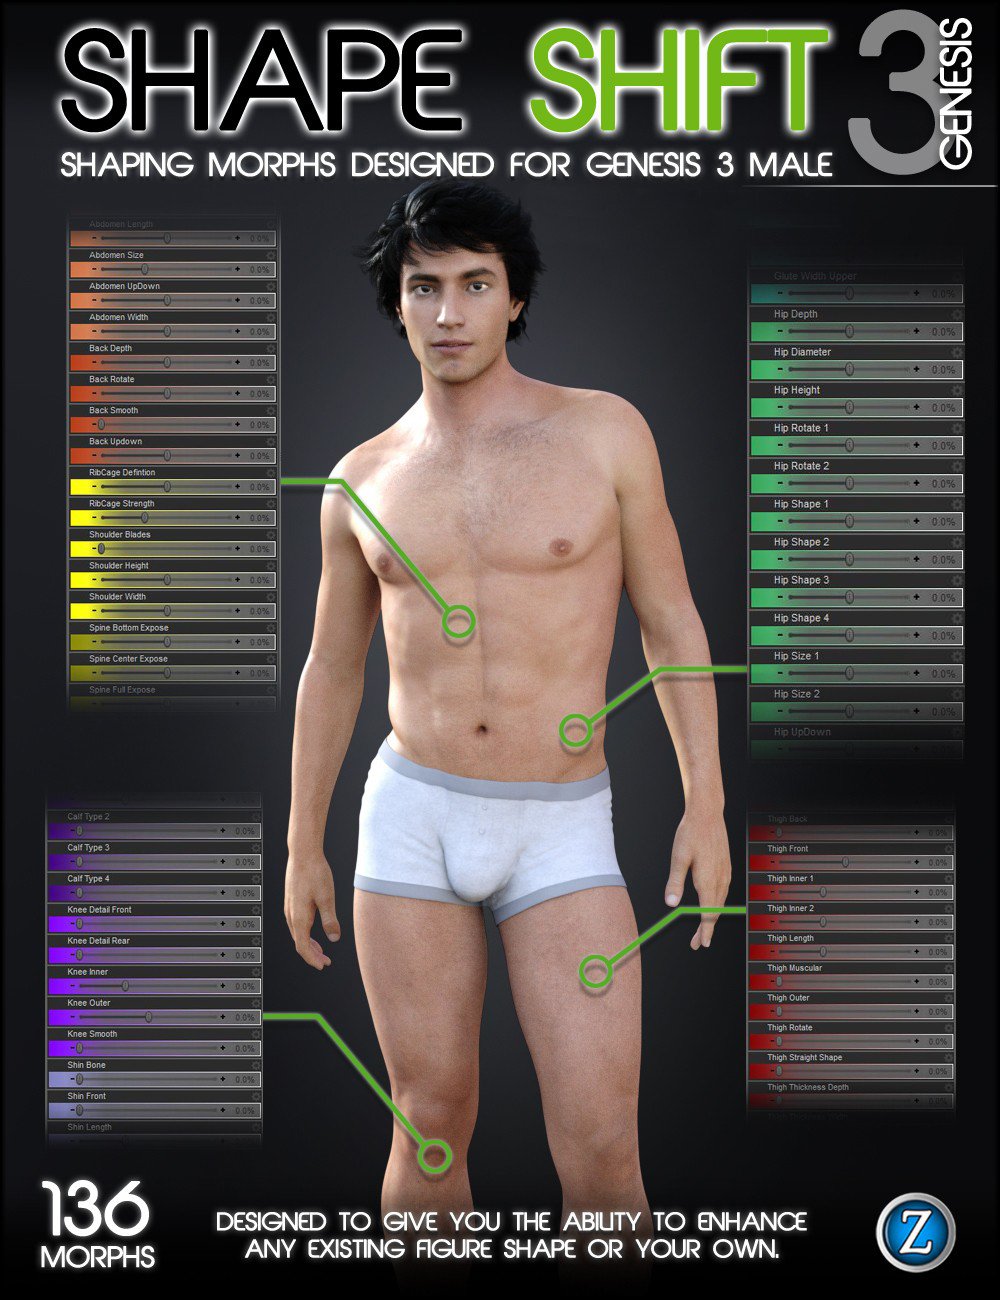 SHAPE SHIFT
3
GENESIS
SHAPING MORPHS DESIGNED FOR GENESIS 3 MALE
Abdomen Length
- + 0.0%
Abdomen Size
- + 0.0%
Abdomen UpDown
- + 0.0%
Abdomen Width
- + 0.0%
Back Depth
- + 0.0%
Back Rotate
- + 0.0%
Back Smooth
- + 0.0%
Back Updown
- + 0.0%
RibCage Defintion
- + 0.0%
RibCage Strength
- + 0.0%
Shoulder Blades
- + 0.0%
Shoulder Height
- + 0.0%
Shoulder Width
- + 0.0%
Spine Bottom Expose
- + 0.0%
Spine Center Expose
- + 0.0%
Spine Full Expose
Glute Width Upper
- + 0.0%
Hip Depth
- + 0.0%
Hip Diameter
- + 0.0%
Hip Height
- + 0.0%
Hip Rotate 1
- + 0.0%
Hip Rotate 2
- + 0.0%
Hip Shape 1
- + 0.0%
Hip Shape 2
- + 0.0%
Hip Shape 3
- + 0.0%
Hip Shape 4
- + 0.0%
Hip Size 1
- + 0.0%
Hip Size 2
- + 0.0%
Hip UpDown
- + 0.0%
Calf Type 2
- + 0.0%
Calf Type 3
- + 0.0%
Calf Type 4
- + 0.0%
Knee Detail Front
- + 0.0%
Knee Detail Rear
- + 0.0%
Knee Inner
- + 0.0%
Knee Outer
- + 0.0%
Knee Smooth
- + 0.0%
Shin Bone
- + 0.0%
Shin Front
- + 0.0%
Shin Length
Thigh Back
- + 0.0%
Thigh Front
- + 0.0%
Thigh Inner 1
- + 0.0%
Thigh Inner 2
- + 0.0%
Thigh Length
- + 0.0%
Thigh Muscular
- + 0.0%
Thigh Outer
- + 0.0%
Thigh Rotate
- + 0.0%
Thigh Straight Shape
- + 0.0%
Thigh Thickness Depth
- + 0.0%
Thigh Thickness Width
136
MORPHS
DESIGNED TO GIVE YOU THE ABILITY TO ENHANCE
ANY EXISTING FIGURE SHAPE OR YOUR OWN.
Z